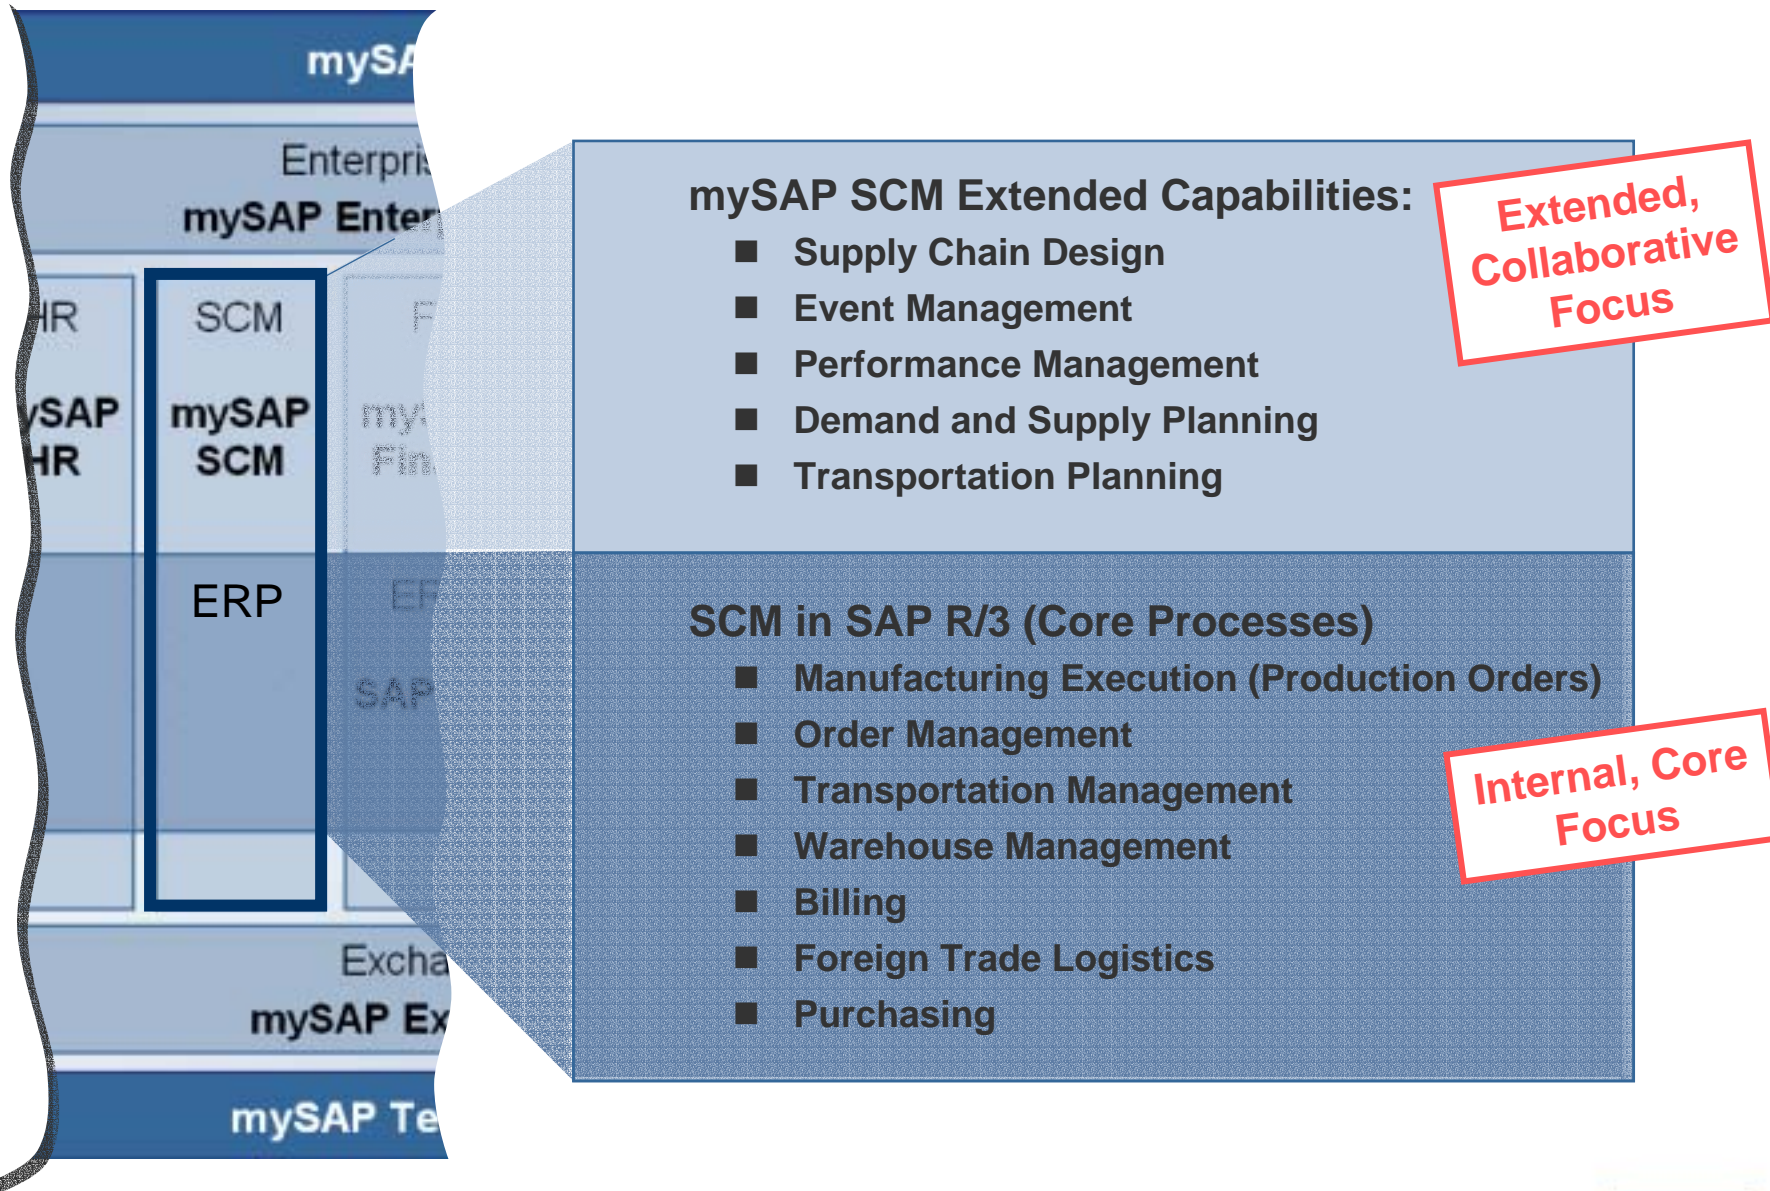 mySA
Enterpris
mySAP Enter
HR
SCM
ySAP
HR
mySAP
SCM
ERP
SAP
Excha
mySAP Ex
mySAP Te
mySAP SCM Extended Capabilities:
■ Supply Chain Design
■ Event Management
■ Performance Management
■ Demand and Supply Planning
■ Transportation Planning
Extended,
Collaborative
Focus
SCM in SAP R/3 (Core Processes)
■ Manufacturing Execution (Production Orders)
■ Order Management
■ Transportation Management
■ Warehouse Management
■ Billing
■ Foreign Trade Logistics
■ Purchasing
Internal, Core
Focus